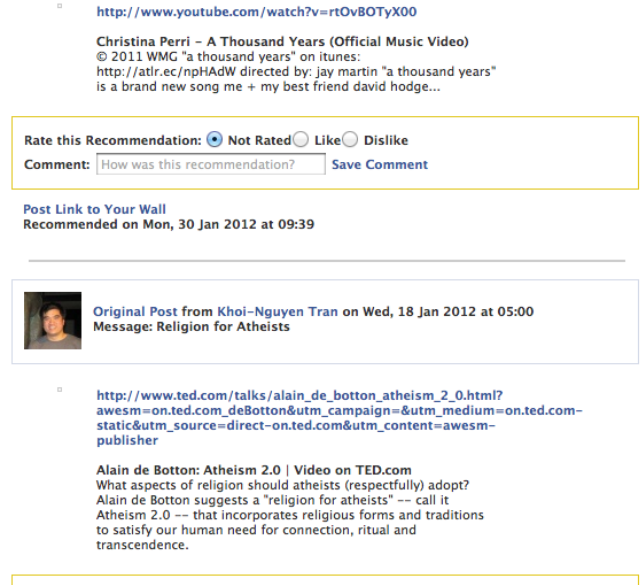 http://www.youtube.com/watch?v=rtOvBOTyX00
Christina Perri - A Thousand Years (Official Music Video)
© 2011 WMG "a thousand years" on itunes:
http://atlr.ec/npHAdW directed by: jay martin "a thousand years"
is a brand new song me + my best friend david hodge...
Rate this Recommendation: Not Rated Like Dislike
Comment: How was this recommendation? Save Comment
Post Link to Your Wall
Recommended on Mon, 30 Jan 2012 at 09:39
Original Post from Khoi-Nguyen Tran on Wed, 18 Jan 2012 at 05:00
Message: Religion for Atheists
http://www.ted.com/talks/alain_de_botton_atheism_2_0.html?
awesm=on.ted.com_deBotton&utm_campaign=&utm_medium=on.ted.com-
static&utm_source=direct-on.ted.com&utm_content=awesm-
publisher
Alain de Botton: Atheism 2.0 | Video on TED.com
What aspects of religion should atheists (respectfully) adopt?
Alain de Botton suggests a "religion for atheists" -- call it
Atheism 2.0 -- that incorporates religious forms and traditions
to satisfy our human need for connection, ritual and
transcendence.